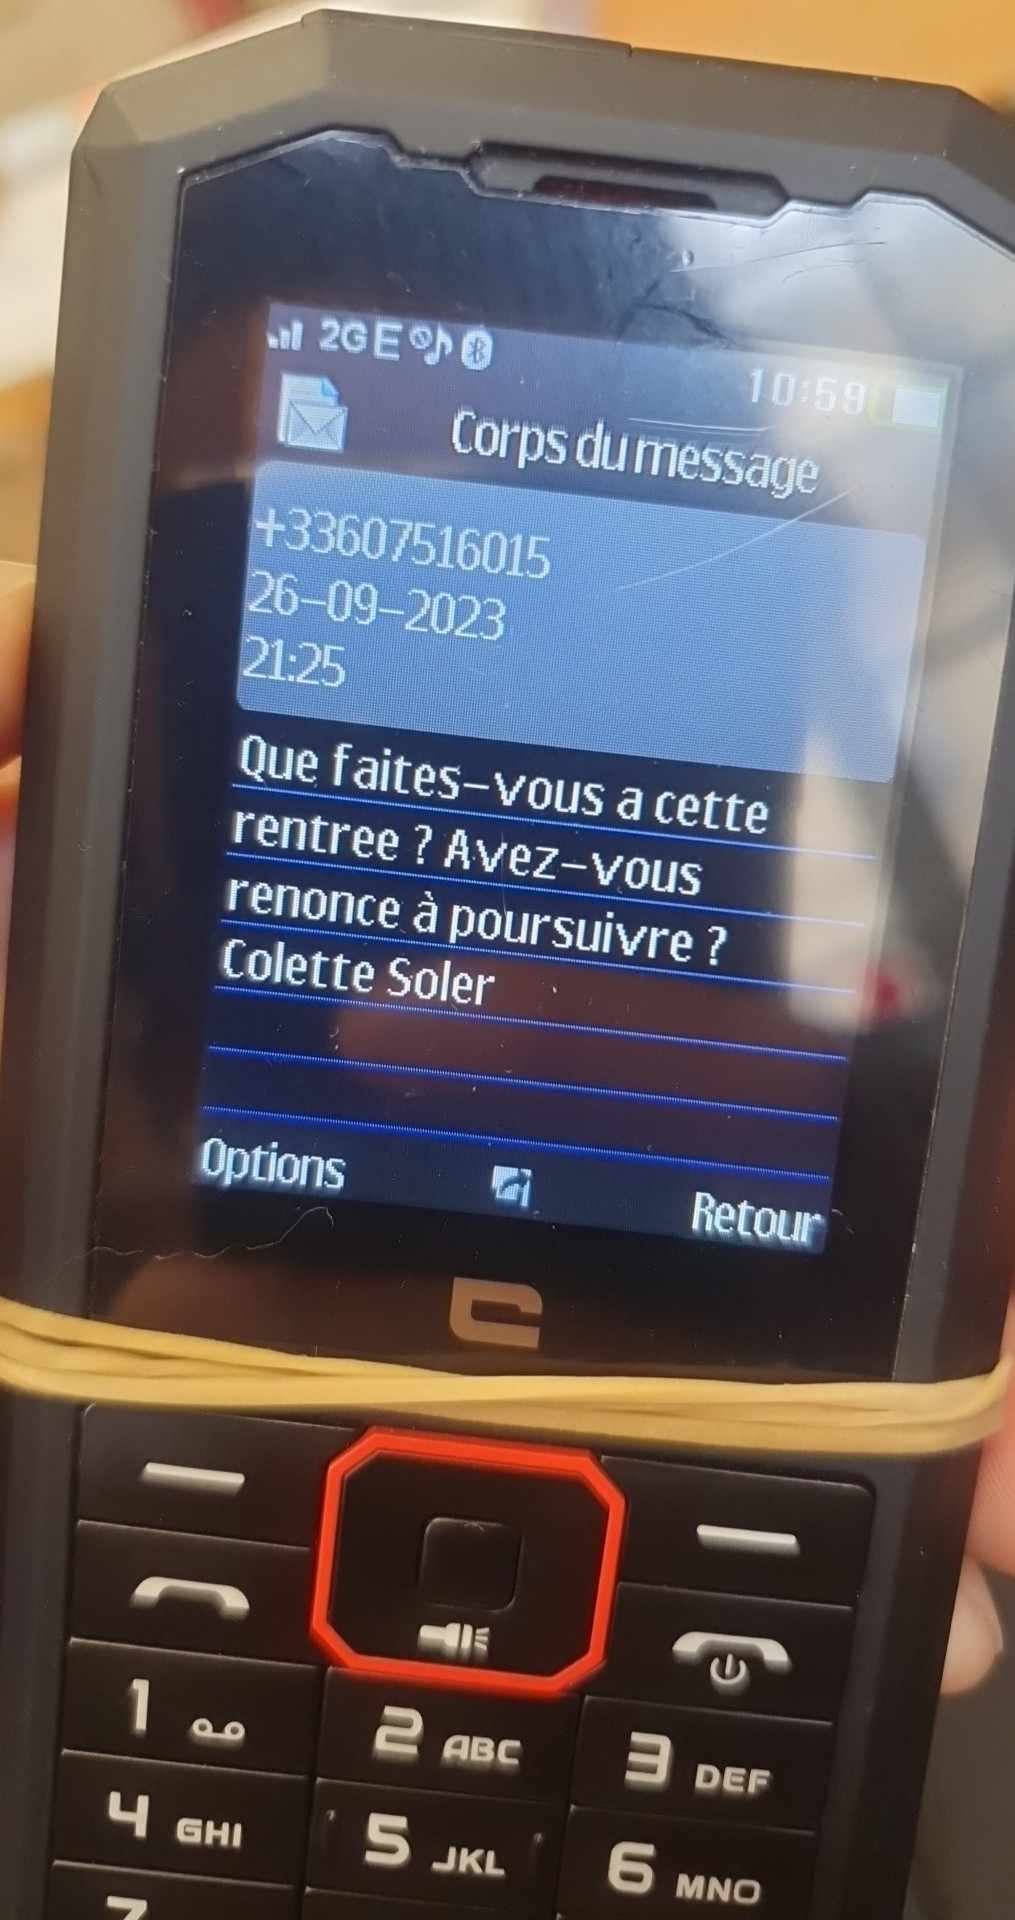 2G E
10:59
Corps du message
+33607516015
26-09-2023
21:25
Que faites-vous a cette
rentree ? Avez-vous
renonce à poursuivre ?
Colette Soler
Options
Retour
1
2 ABC
3 DEF
4 GHI
5 JKL
6 MNO
7